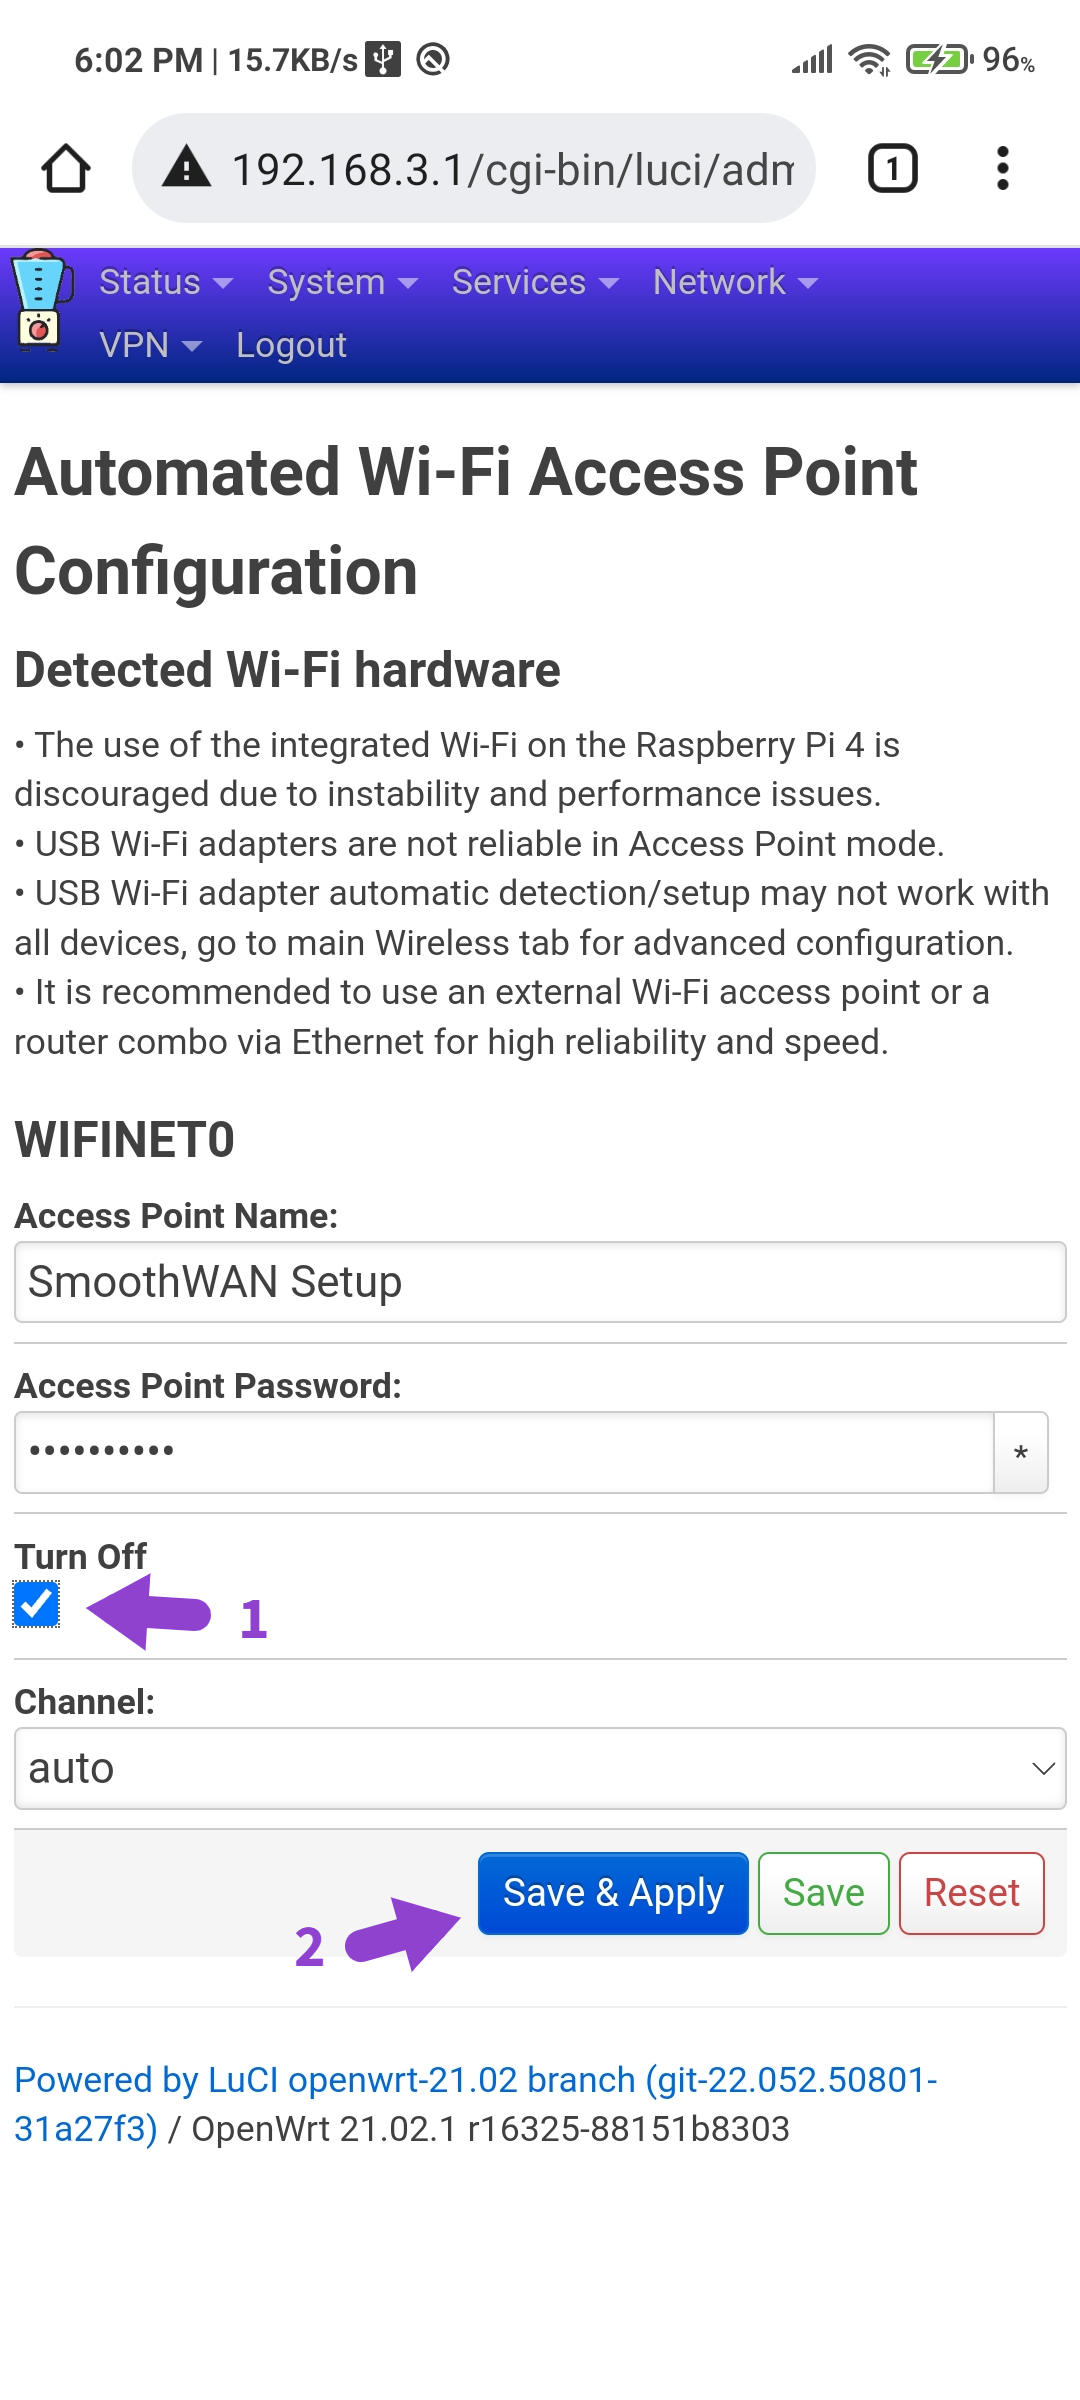 6:02 PM | 15.7KB/s 96%
192.168.3.1/cgi-bin/luci/adm 1
Status System Services Network
VPN Logout
Automated Wi-Fi Access Point
Configuration
Detected Wi-Fi hardware
• The use of the integrated Wi-Fi on the Raspberry Pi 4 is
discouraged due to instability and performance issues.
• USB Wi-Fi adapters are not reliable in Access Point mode.
• USB Wi-Fi adapter automatic detection/setup may not work with
all devices, go to main Wireless tab for advanced configuration.
• It is recommended to use an external Wi-Fi access point or a
router combo via Ethernet for high reliability and speed.
WIFINET0
Access Point Name:
SmoothWAN Setup
Access Point Password:
•••••••••• *
Turn Off
1
Channel:
auto
Save & Apply Save Reset
2
Powered by LuCI openwrt-21.02 branch (git-22.052.50801-
31a27f3) / OpenWrt 21.02.1 r16325-88151b8303